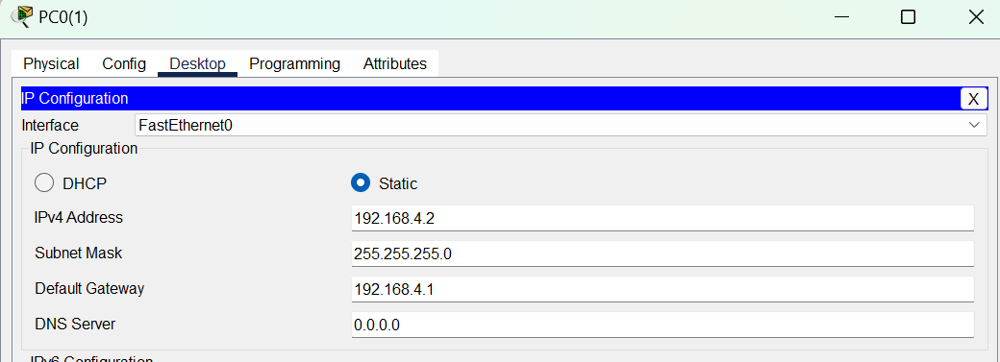 PC0(1)
Physical Config Desktop Programming Attributes
IP Configuration X
Interface FastEthernet0
IP Configuration
DHCP Static
IPv4 Address 192.168.4.2
Subnet Mask 255.255.255.0
Default Gateway 192.168.4.1
DNS Server 0.0.0.0
IPv6 Configuration